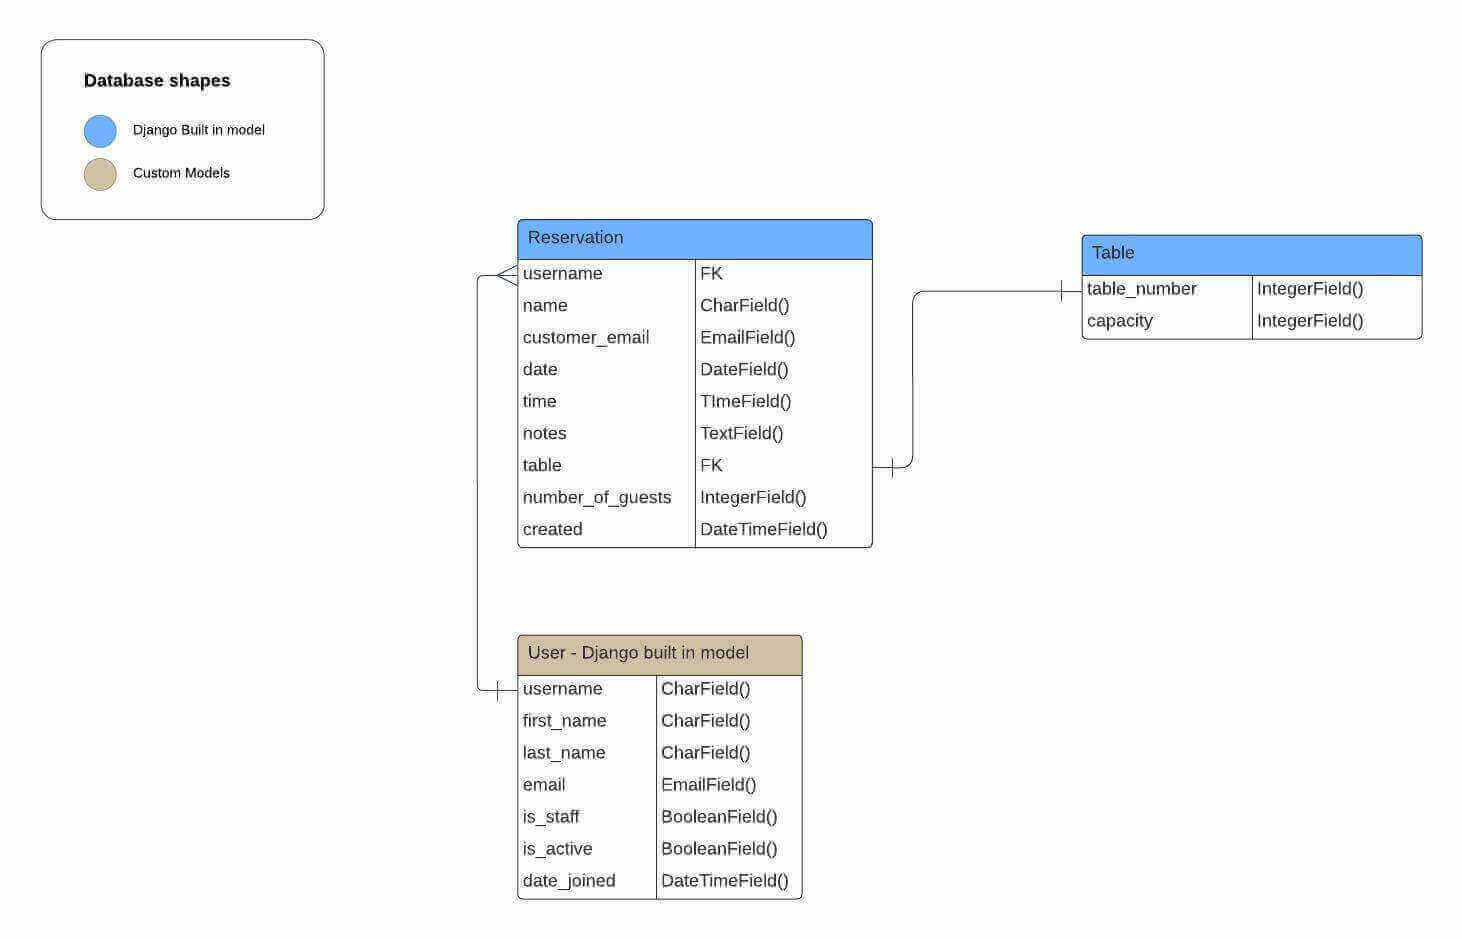 Database shapes
Django Built in model
Custom Models
Reservation
username FK
name CharField()
customer_email EmailField()
date DateField()
time TImeField()
notes TextField()
table FK
number_of_guests IntegerField()
created DateTimeField()
Table
table_number IntegerField()
capacity IntegerField()
User - Django built in model
username CharField()
first_name CharField()
last_name CharField()
email EmailField()
is_staff BooleanField()
is_active BooleanField()
date_joined DateTimeField()